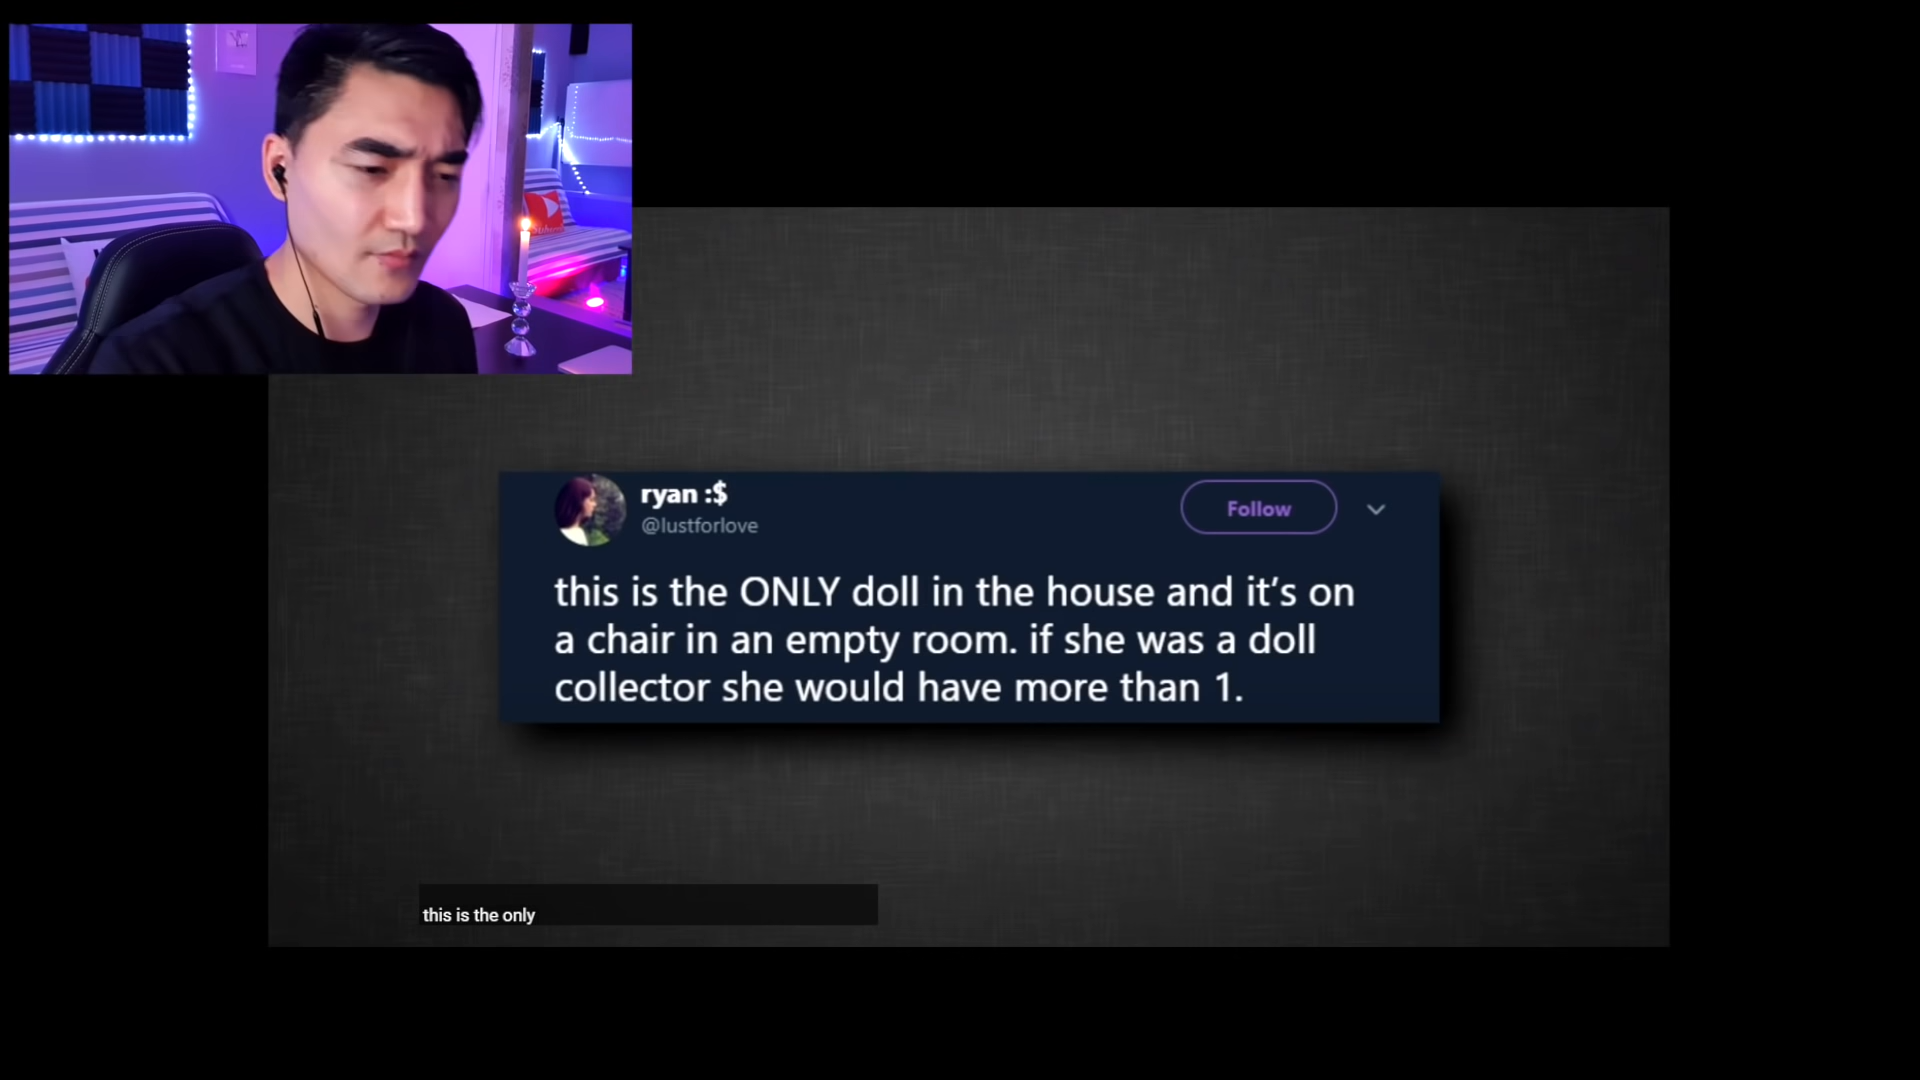 ryan :$
@lustforlove
Follow
this is the ONLY doll in the house and it's on
a chair in an empty room. if she was a doll
collector she would have more than 1.
this is the only